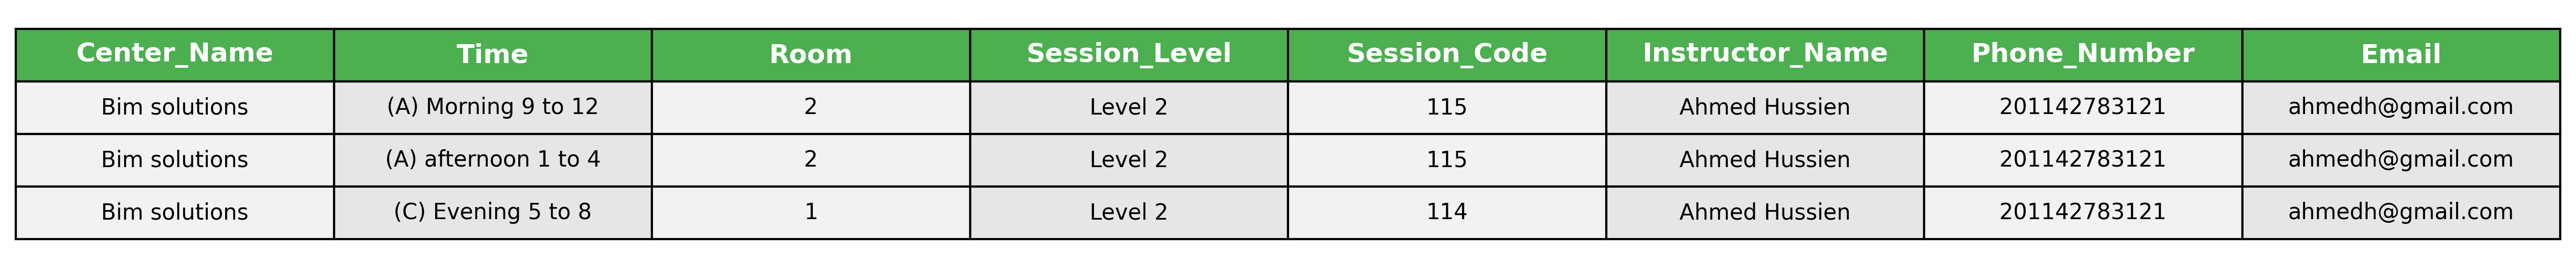 Center_Name Time Room Session_Level Session_Code Instructor_Name Phone_Number Email
Bim solutions (A) Morning 9 to 12 2 Level 2 115 Ahmed Hussien 201142783121 ahmedh@gmail.com
Bim solutions (A) afternoon 1 to 4 2 Level 2 115 Ahmed Hussien 201142783121 ahmedh@gmail.com
Bim solutions (C) Evening 5 to 8 1 Level 2 114 Ahmed Hussien 201142783121 ahmedh@gmail.com